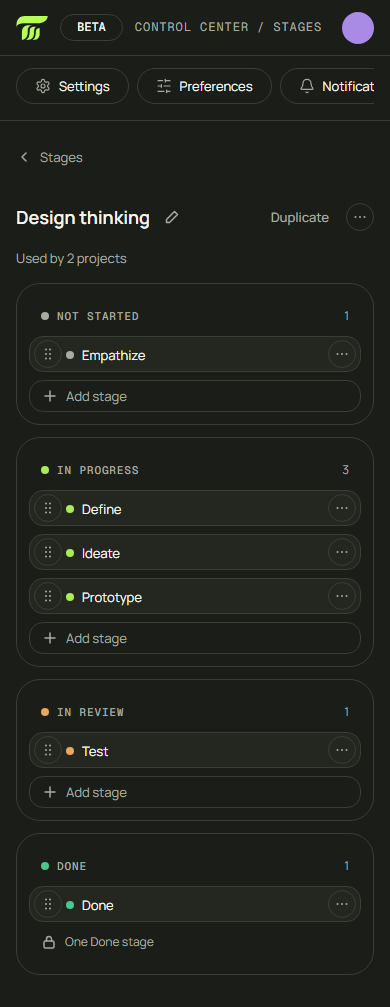 BETA
CONTROL CENTER / STAGES
Settings
Preferences
Notificat
Stages
Design thinking
Duplicate
Used by 2 projects
NOT STARTED 1
Empathize
Add stage
IN PROGRESS 3
Define
Ideate
Prototype
Add stage
IN REVIEW 1
Test
Add stage
DONE 1
Done
One Done stage